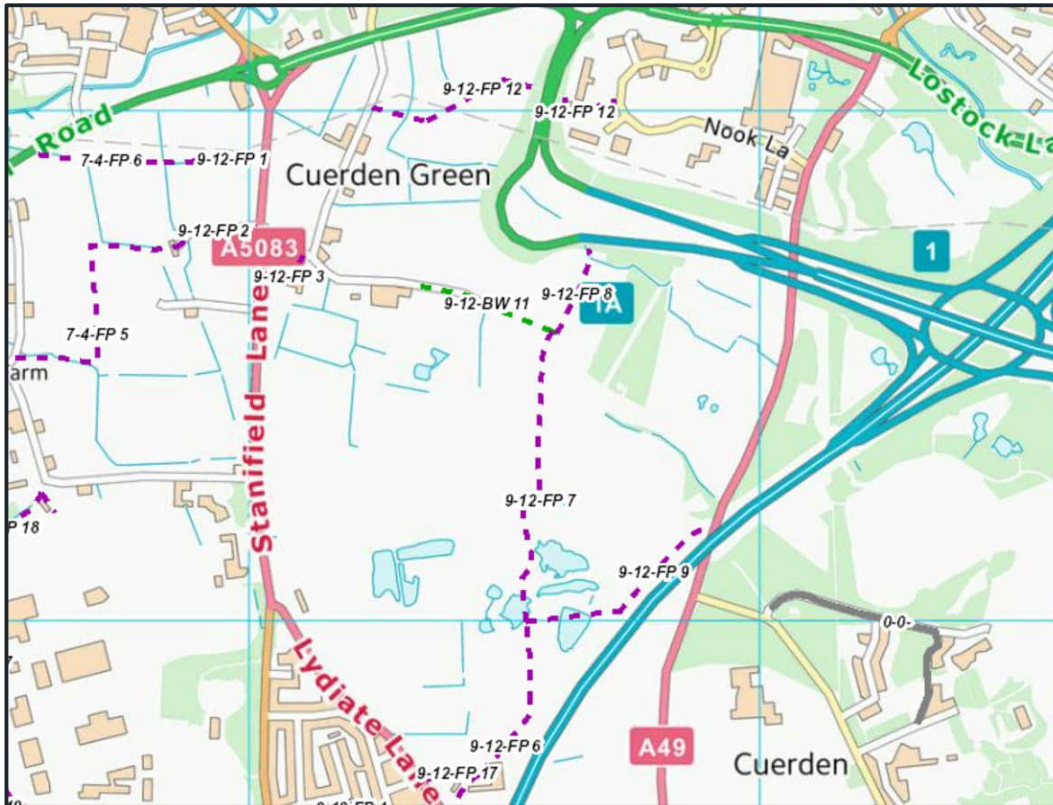 9-12-FP 12
9-12-FP 12
Lostock La
Road
Nook La
7-4-FP 6
9-12-FP 1
Cuerden Green
9-12-FP 2
A5083
1
9-12-FP 3
9-12-BW 11
9-12-FP 8
1A
7-4-FP 5
arm
Stanifield Lane
9-12-FP 7
P 18
9-12-FP 9
0-0-
Lydiate Lane
9-12-FP 6
A49
Cuerden
9-12-FP 17